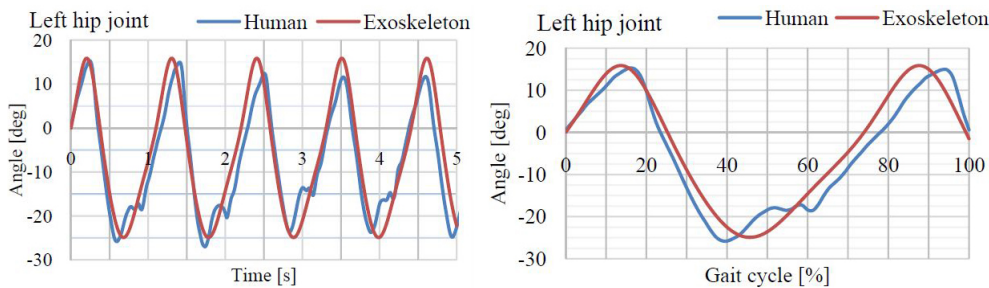 Left hip joint
Human
Exoskeleton
20
10
0
-10
-20
-30
Angle [deg]
0
1
2
3
4
5
Time [s]
Left hip joint
Human
Exoskeleton
20
10
0
-10
-20
-30
Angle [deg]
0
20
40
60
80
100
Gait cycle [%]